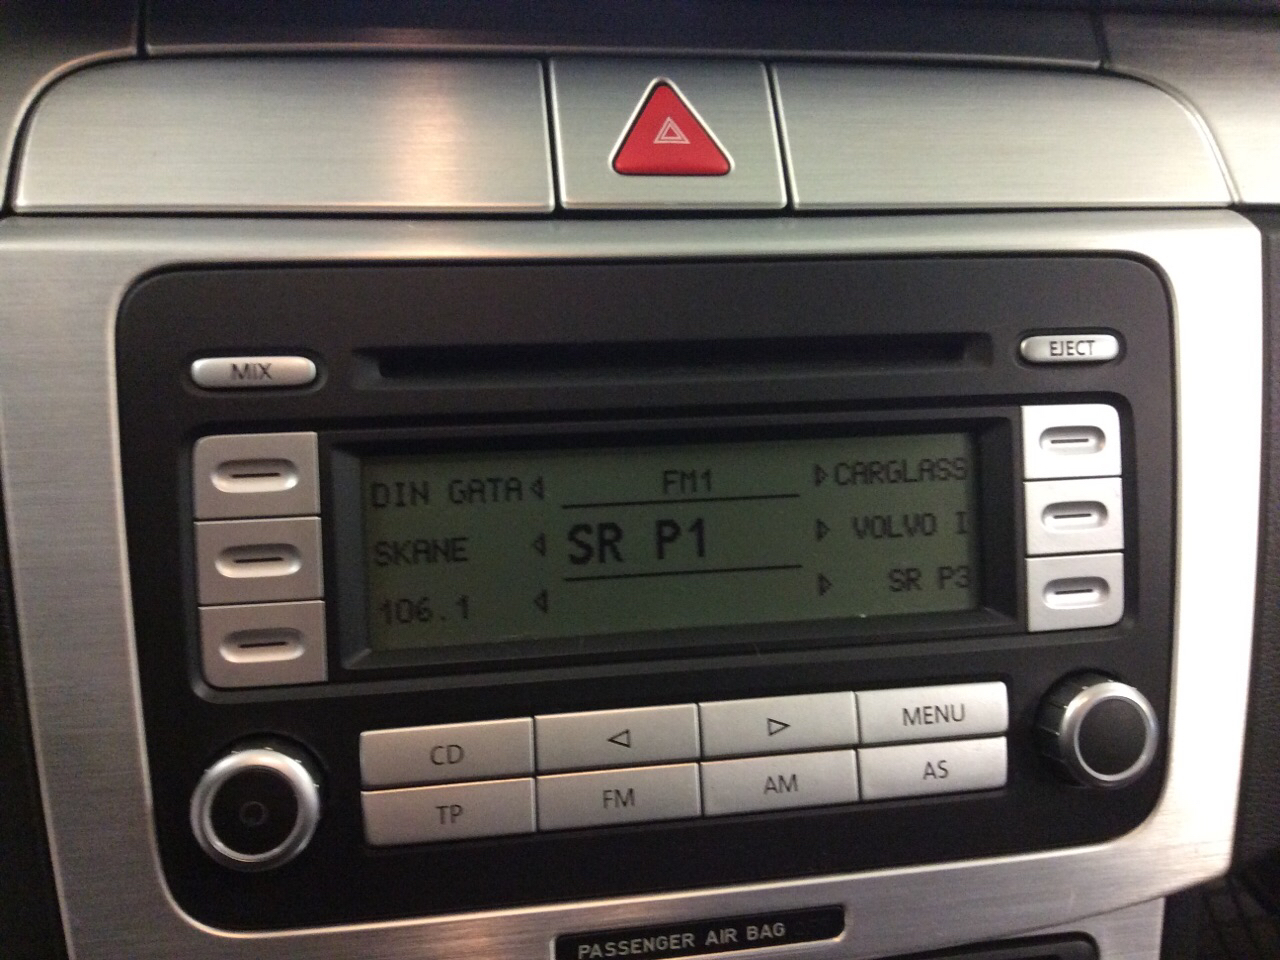 MIX
EJECT
DIN GATA
FM1
CARGLASS
SKANE
SR P1
VOLVO I
106.1
SR P3
CD
MENU
TP
FM
AM
AS
PASSENGER AIR BAG